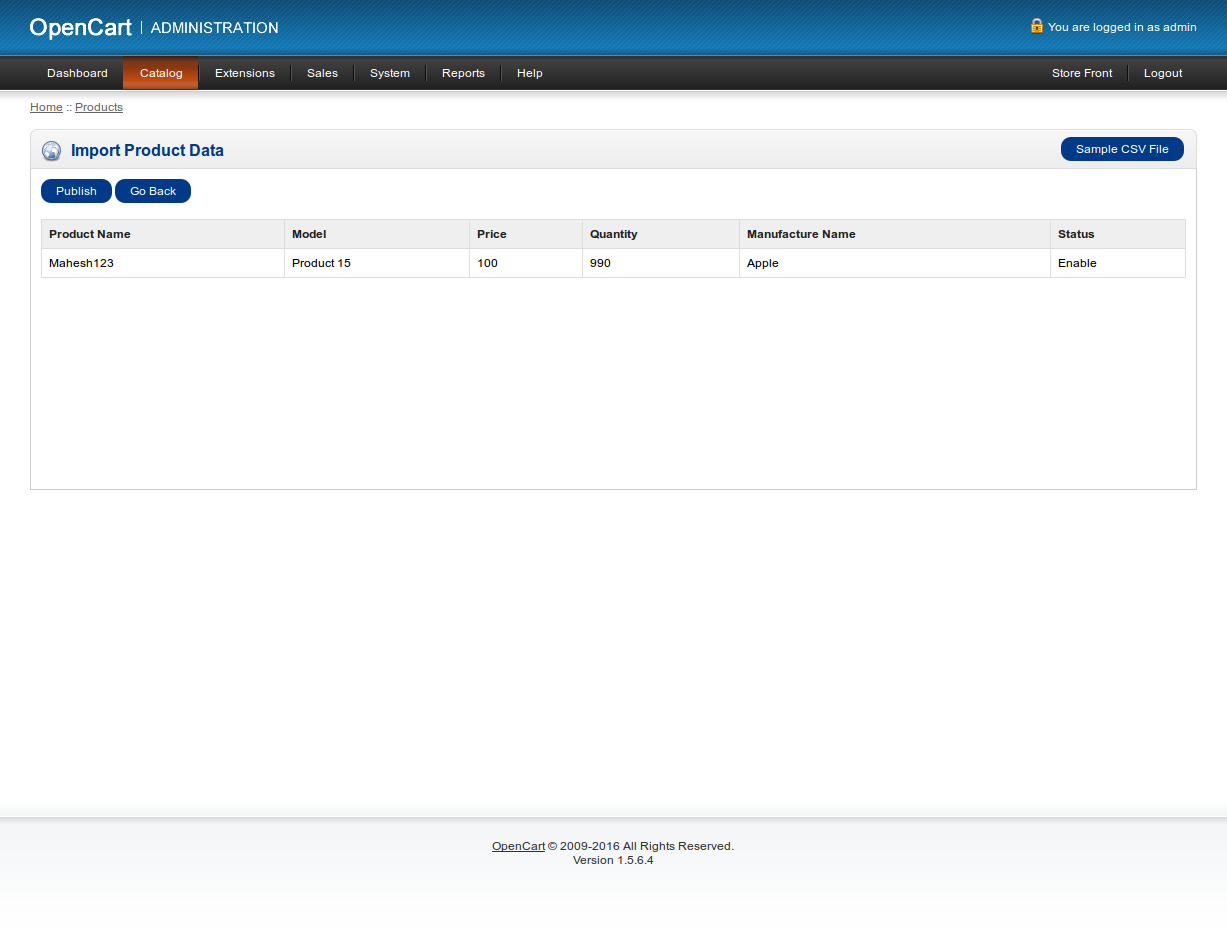 OpenCart | ADMINISTRATION
You are logged in as admin
Dashboard Catalog Extensions Sales System Reports Help Store Front Logout
Home :: Products
Import Product Data Sample CSV File
Publish Go Back
Product Name Model Price Quantity Manufacture Name Status
Mahesh123 Product 15 100 990 Apple Enable
OpenCart © 2009-2016 All Rights Reserved.
Version 1.5.6.4